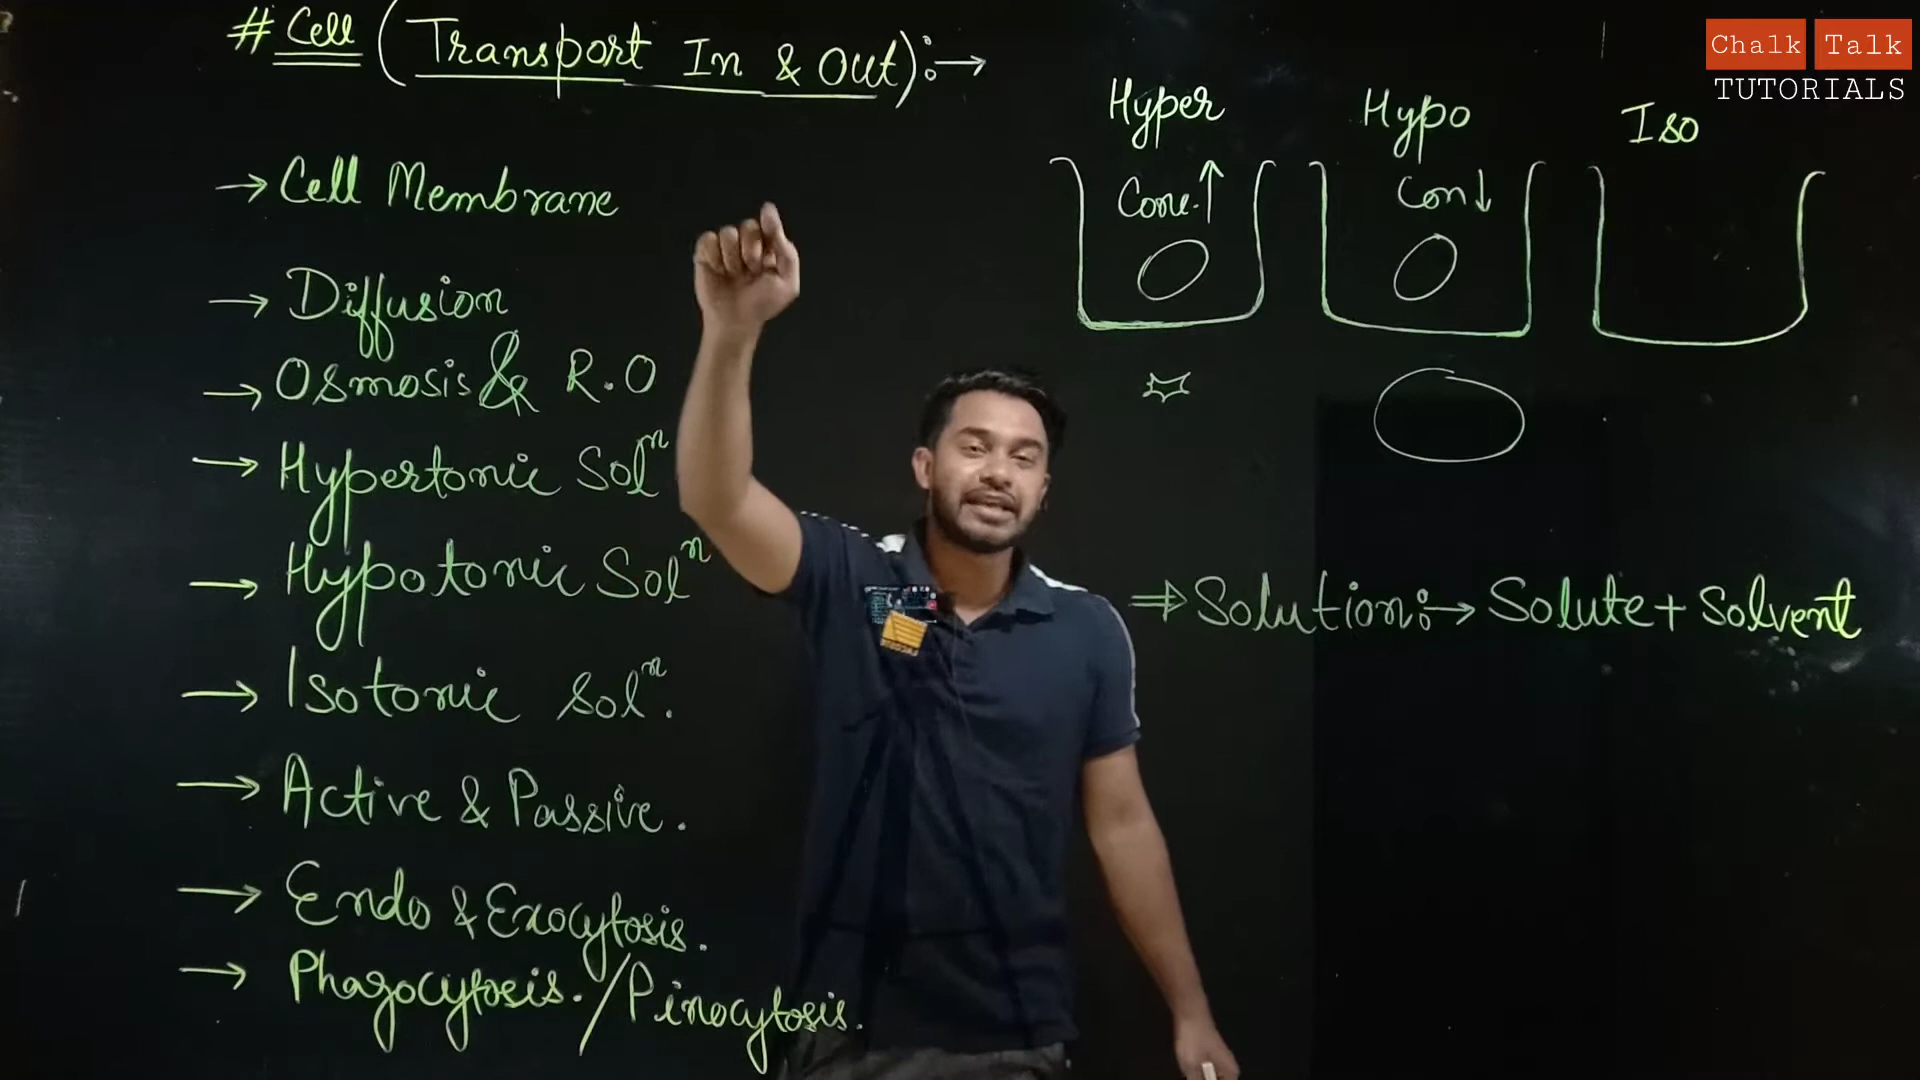 # Cell (Transport In & Out):→
→ Cell Membrane
→ Diffusion
→ Osmosis & R.O
→ Hypertonic Solⁿ
→ Hypotonic Solⁿ
→ Isotonic Solⁿ.
→ Active & Passive.
→ Endo & Exocytosis.
→ Phagocytosis. / Pinocytosis.
Hyper
Conc.↑
Hypo
Con↓
Iso
⇒ Solution:→ Solute + Solvent
Chalk Talk
TUTORIALS